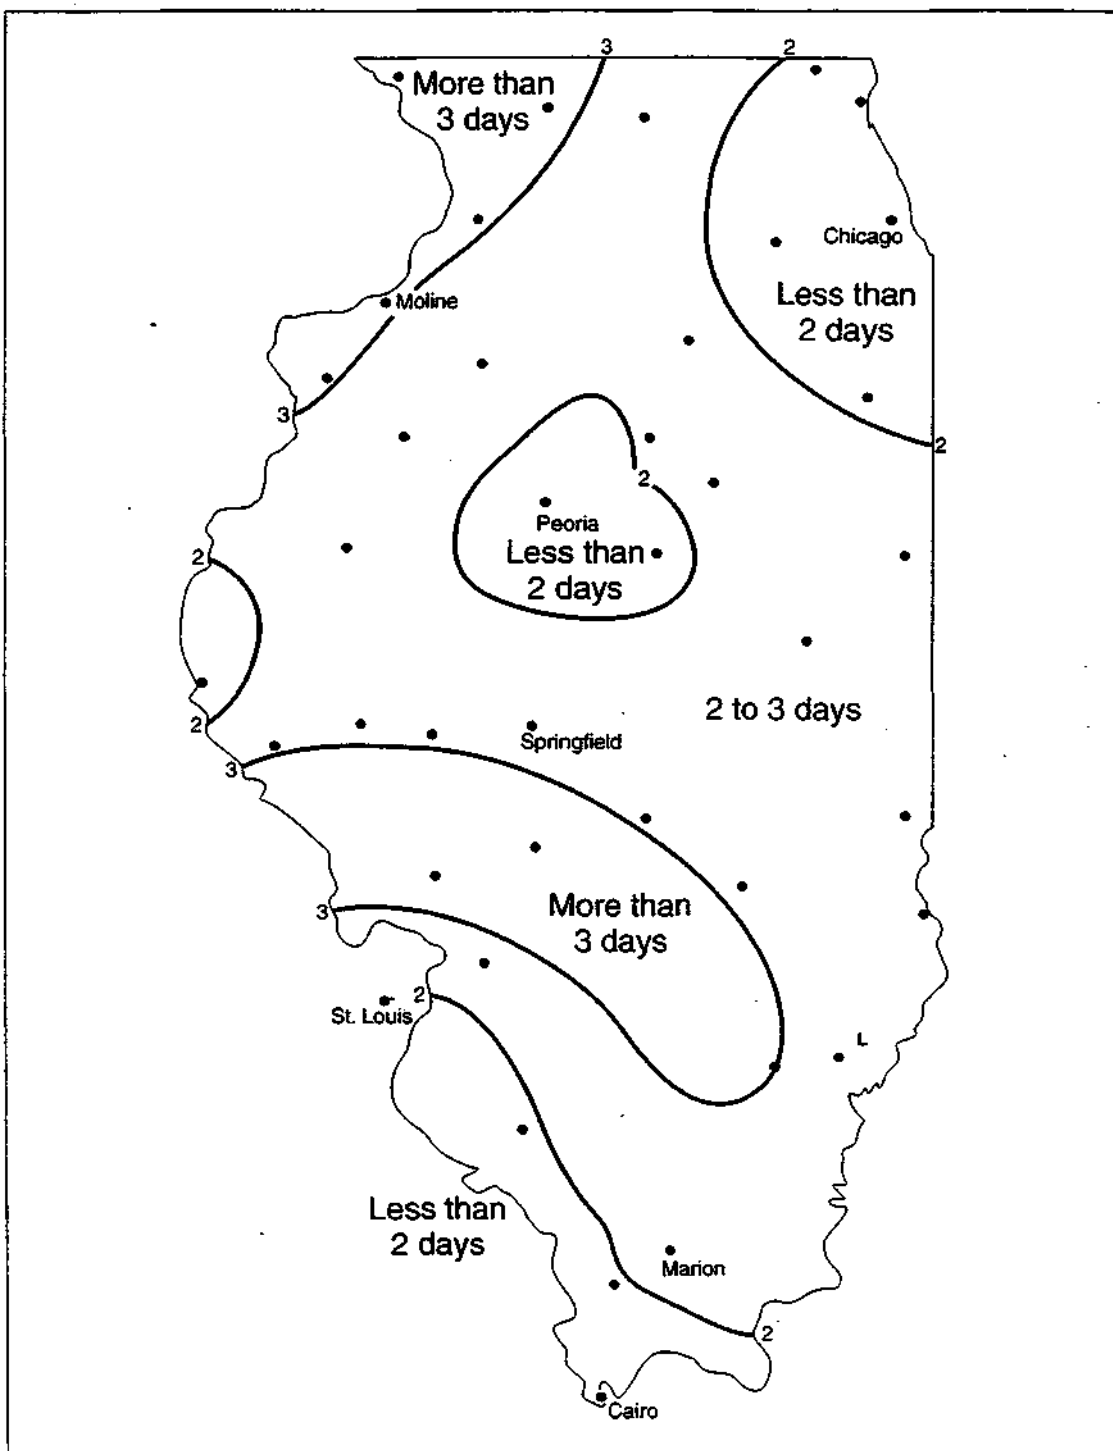 3
2
More than
3 days
Chicago
Less than
2 days
Moline
3
2
2
Peoria
Less than
2 days
2
2 to 3 days
2
Springfield
3
More than
3 days
3
2
St. Louis
L
Less than
2 days
Marion
2
Cairo